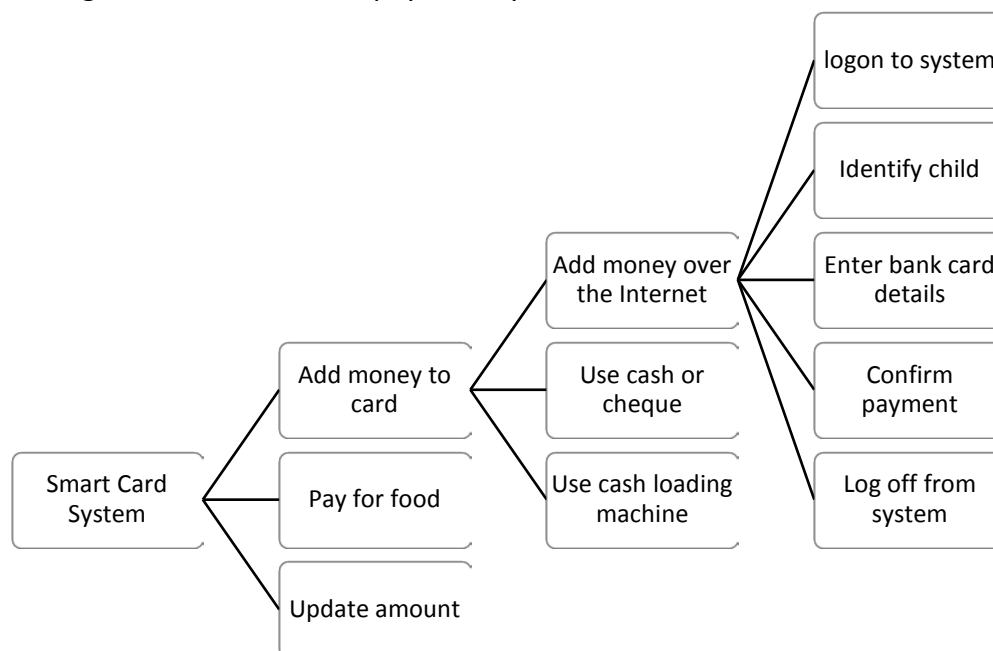 logon to system
Identify child
Add money over
the Internet
Enter bank card
details
Add money to
card
Use cash or
cheque
Confirm
payment
Smart Card
System
Pay for food
Use cash loading
machine
Log off from
system
Update amount